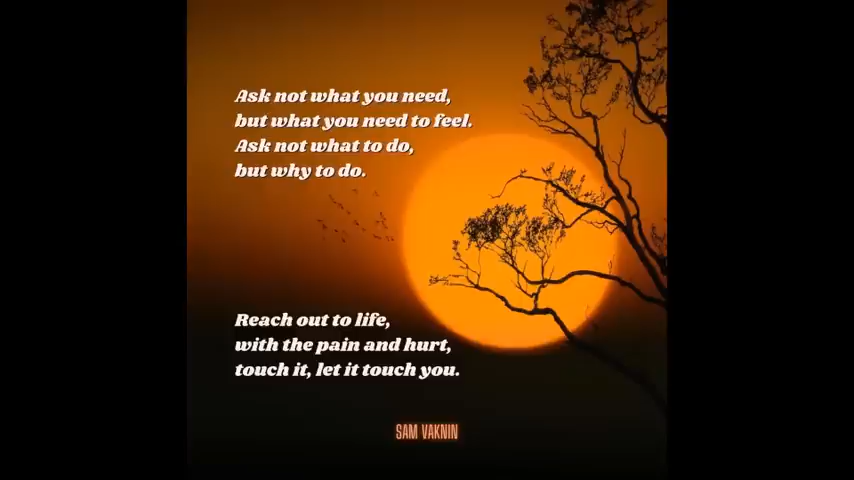 Ask not what you need,
but what you need to feel.
Ask not what to do,
but why to do.
Reach out to life,
with the pain and hurt,
touch it, let it touch you.
SAM VAKNIN